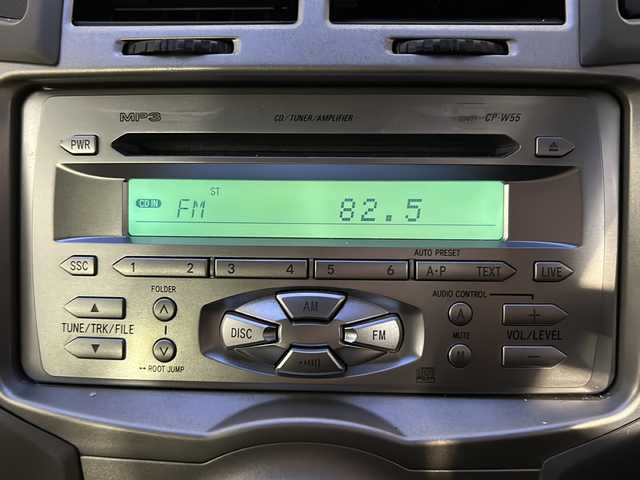 MP3 CD/TUNER/AMPLIFIER CP-W55
PWR
CD IN FM ST 82.5
AUTO PRESET
SSC 1 2 3 4 5 6 A·P TEXT LIVE
FOLDER AUDIO CONTROL
AM
TUNE/TRK/FILE DISC FM MUTE VOL/LEVEL
M
ROOT JUMP